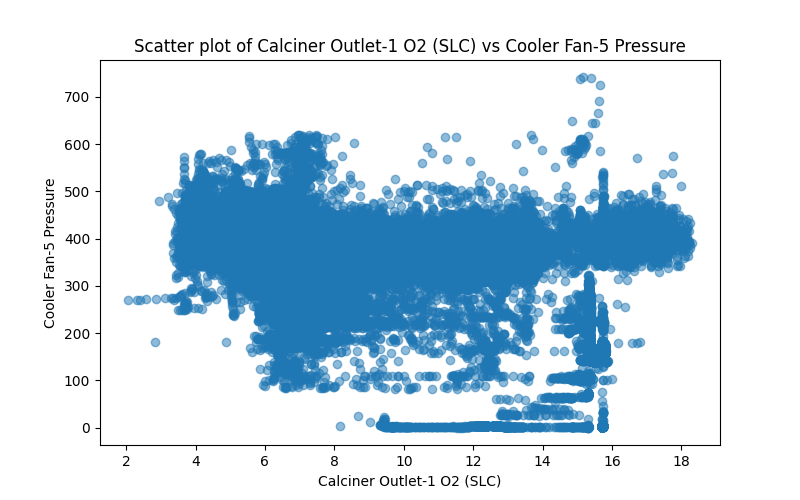 Scatter plot of Calciner Outlet-1 O2 (SLC) vs Cooler Fan-5 Pressure
700
600
500
400
300
200
100
0
Cooler Fan-5 Pressure
2 4 6 8 10 12 14 16 18
Calciner Outlet-1 O2 (SLC)